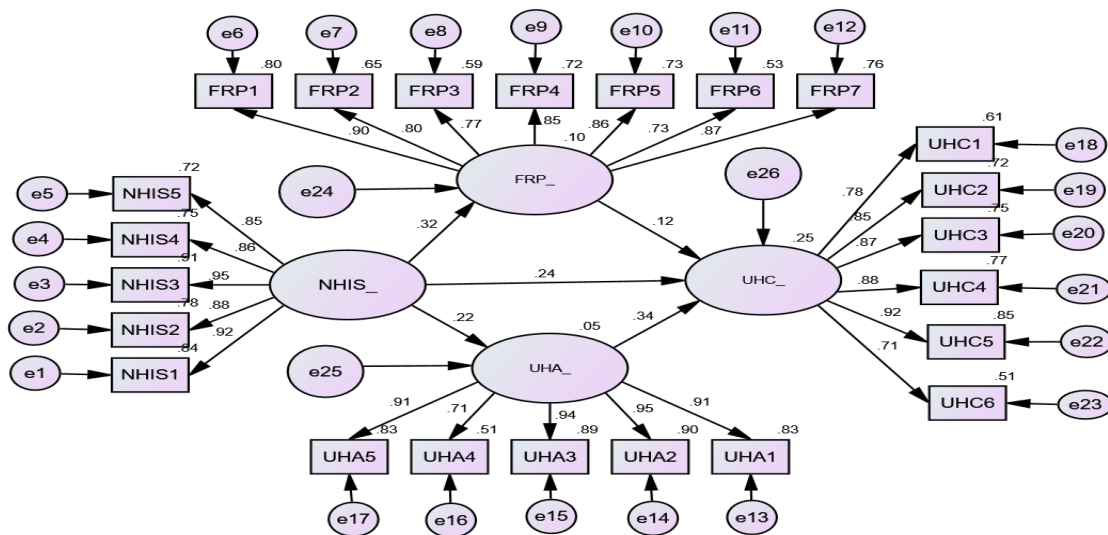 e6 e7 e8 e9 e10 e11 e12
.80 .65 .59 .72 .73 .53 .76
FRP1 FRP2 FRP3 FRP4 FRP5 FRP6 FRP7
.90 .80 .77 .85 .86 .73 .87
.10
FRP_
e24
e26
.61
UHC1 e18
.72
UHC2 e19
.75
UHC3 e20
.77
UHC4 e21
.85
UHC5 e22
.51
UHC6 e23
.78
.85
.87
.88
.92
.71
.72
e5 NHIS5
.75
e4 NHIS4
.91
e3 NHIS3
.78
e2 NHIS2
.84
e1 NHIS1
.85
.86
.95
.88
.92
NHIS_
.32
.12
.24
.25
UHC_
.22
.34
.05
UHA_
e25
.91 .71 .94 .95 .91
.83 .51 .89 .90 .83
UHA5 UHA4 UHA3 UHA2 UHA1
e17 e16 e15 e14 e13